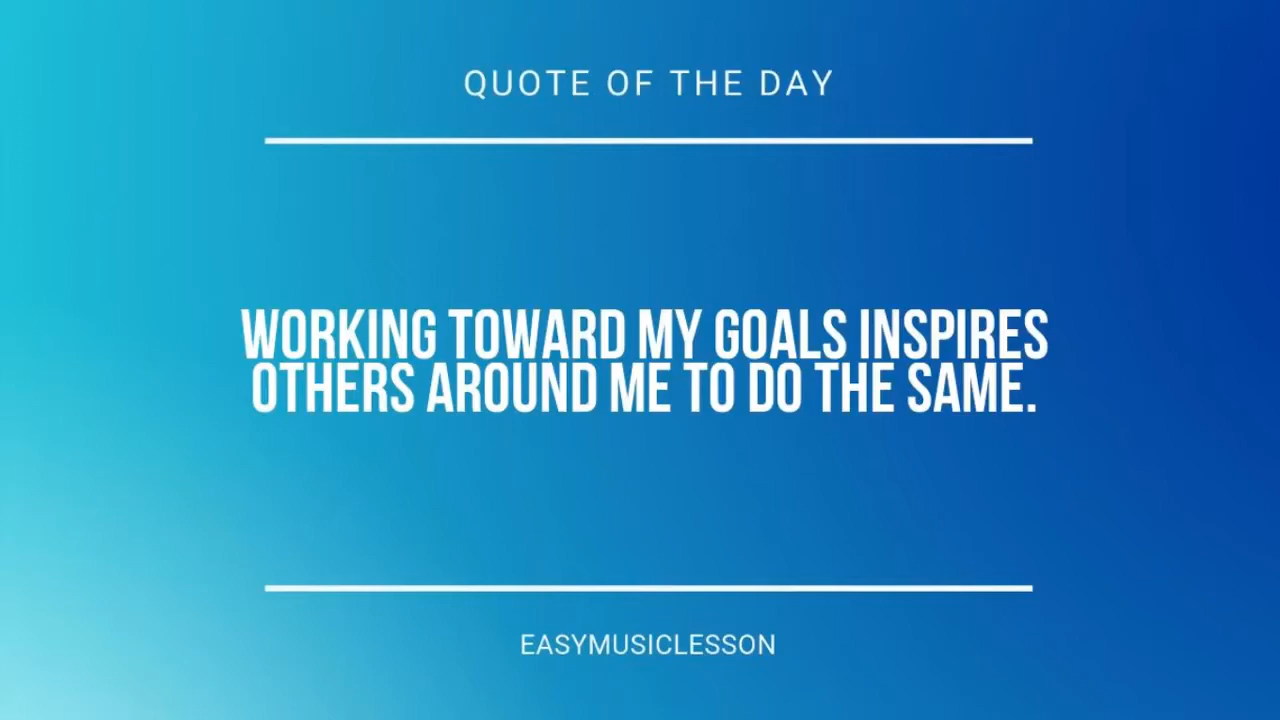 QUOTE OF THE DAY
WORKING TOWARD MY GOALS INSPIRES
OTHERS AROUND ME TO DO THE SAME.
EASYMUSICLESSON